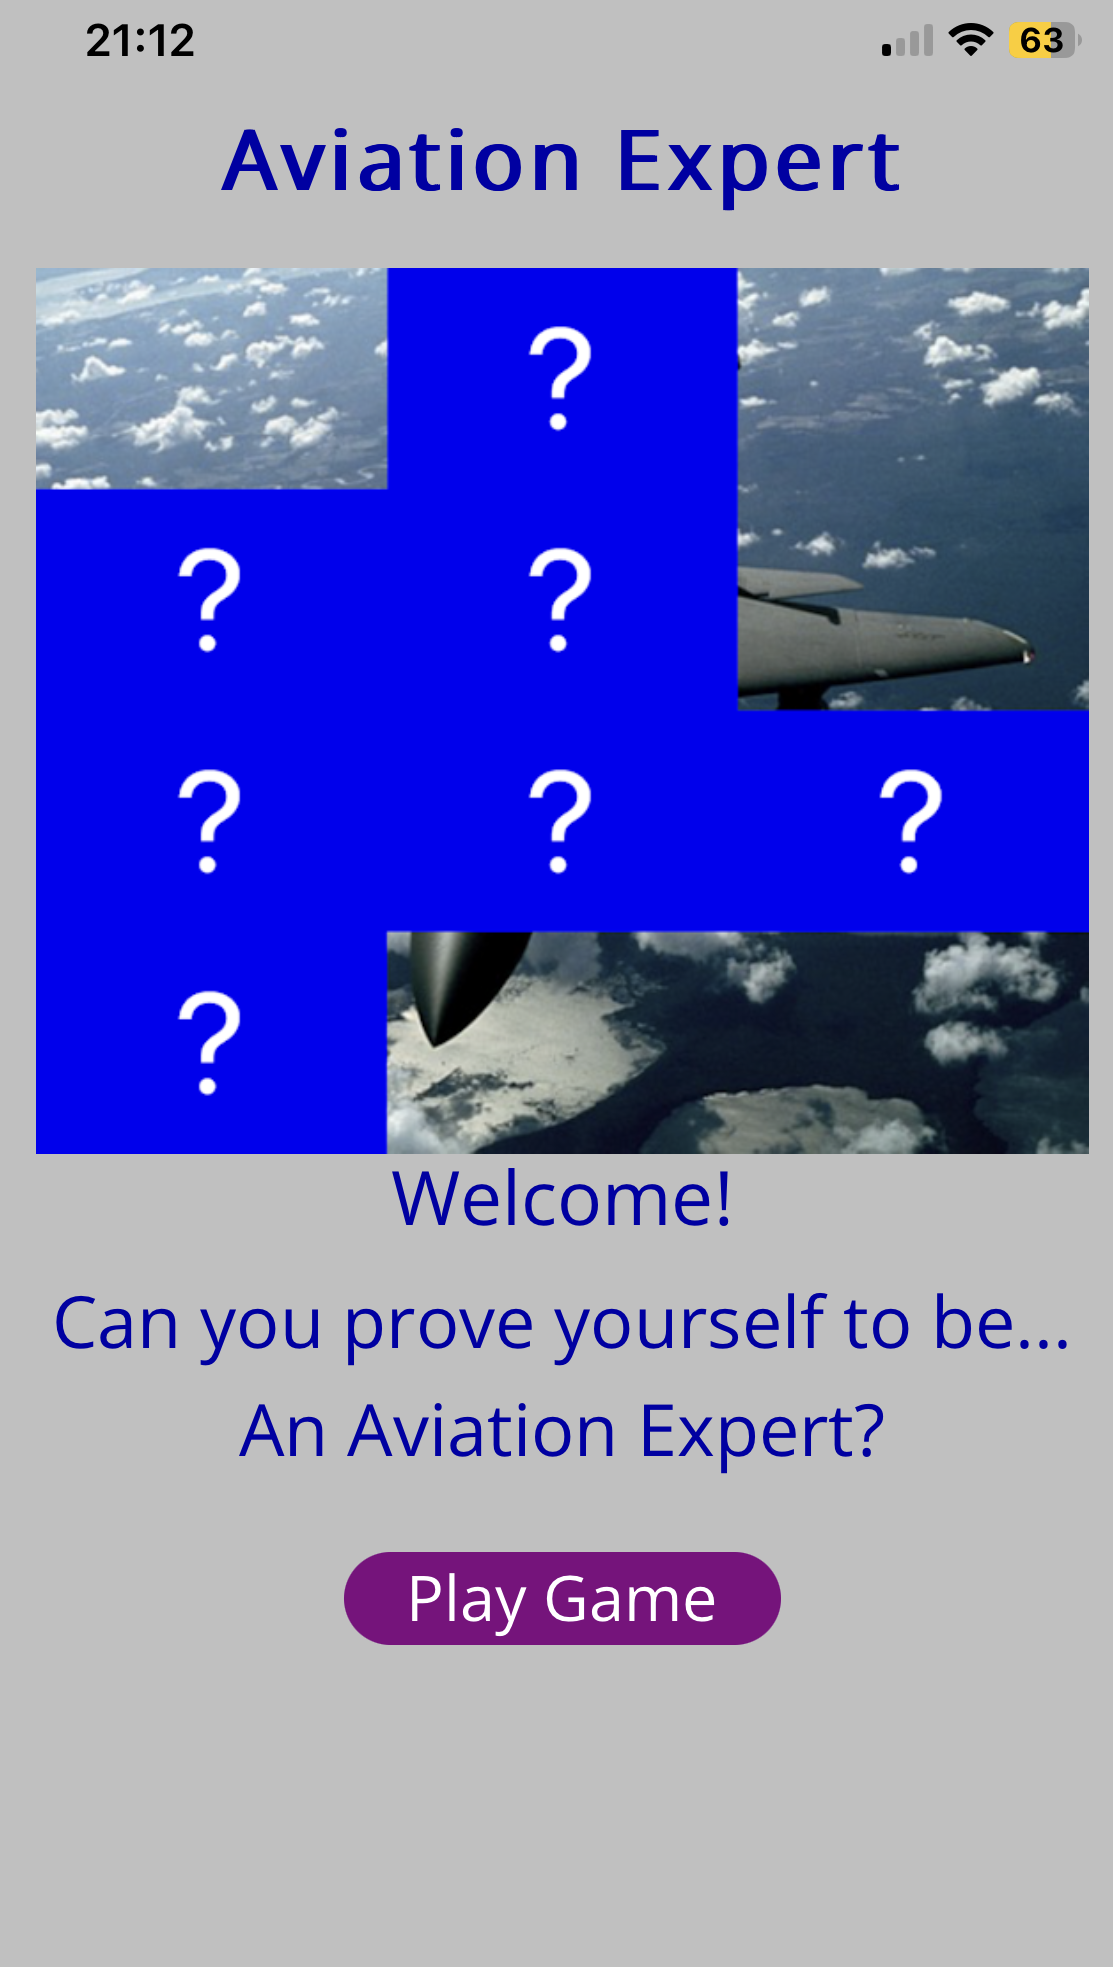 21:12 63
Aviation Expert
?
? ?
? ? ?
?
Welcome!
Can you prove yourself to be...
An Aviation Expert?
Play Game